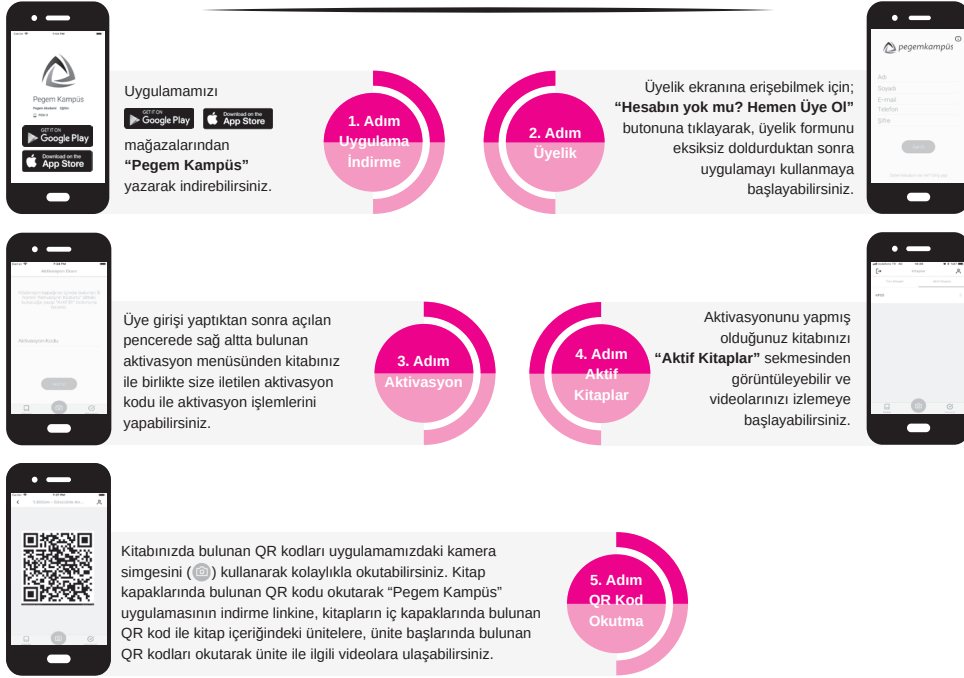 Pegem Kampüs
GET IT ON
Google Play
Download on the
App Store
Uygulamamızı
GET IT ON
Google Play
Download on the
App Store
mağazalarından
“Pegem Kampüs”
yazarak indirebilirsiniz.
1. Adım
Uygulama
İndirme
2. Adım
Üyelik
Üyelik ekranına erişebilmek için;
“Hesabın yok mu? Hemen Üye Ol”
butonuna tıklayarak, üyelik formunu
eksiksiz doldurduktan sonra
uygulamayı kullanmaya
başlayabilirsiniz.
pegemkampüs
Adı
Soyadı
E-mail
Telefon
Şifre
Aktivasyon Ekranı
Aktivasyon Kodu
Üye girişi yaptıktan sonra açılan
pencerede sağ altta bulunan
aktivasyon menüsünden kitabınız
ile birlikte size iletilen aktivasyon
kodu ile aktivasyon işlemlerini
yapabilirsiniz.
3. Adım
Aktivasyon
4. Adım
Aktif
Kitaplar
Aktivasyonunu yapmış
olduğunuz kitabınızı
“Aktif Kitaplar” sekmesinden
görüntüleyebilir ve
videolarınızı izlemeye
başlayabilirsiniz.
Kitaplar
KPSS
Kitabınızda bulunan QR kodları uygulamamızdaki kamera
simgesini ( ) kullanarak kolaylıkla okutabilirsiniz. Kitap
kapaklarında bulunan QR kodu okutarak “Pegem Kampüs”
uygulamasının indirme linkine, kitapların iç kapaklarında bulunan
QR kod ile kitap içeriğindeki ünitelere, ünite başlarında bulunan
QR kodları okutarak ünite ile ilgili videolara ulaşabilirsiniz.
5. Adım
QR Kod
Okutma